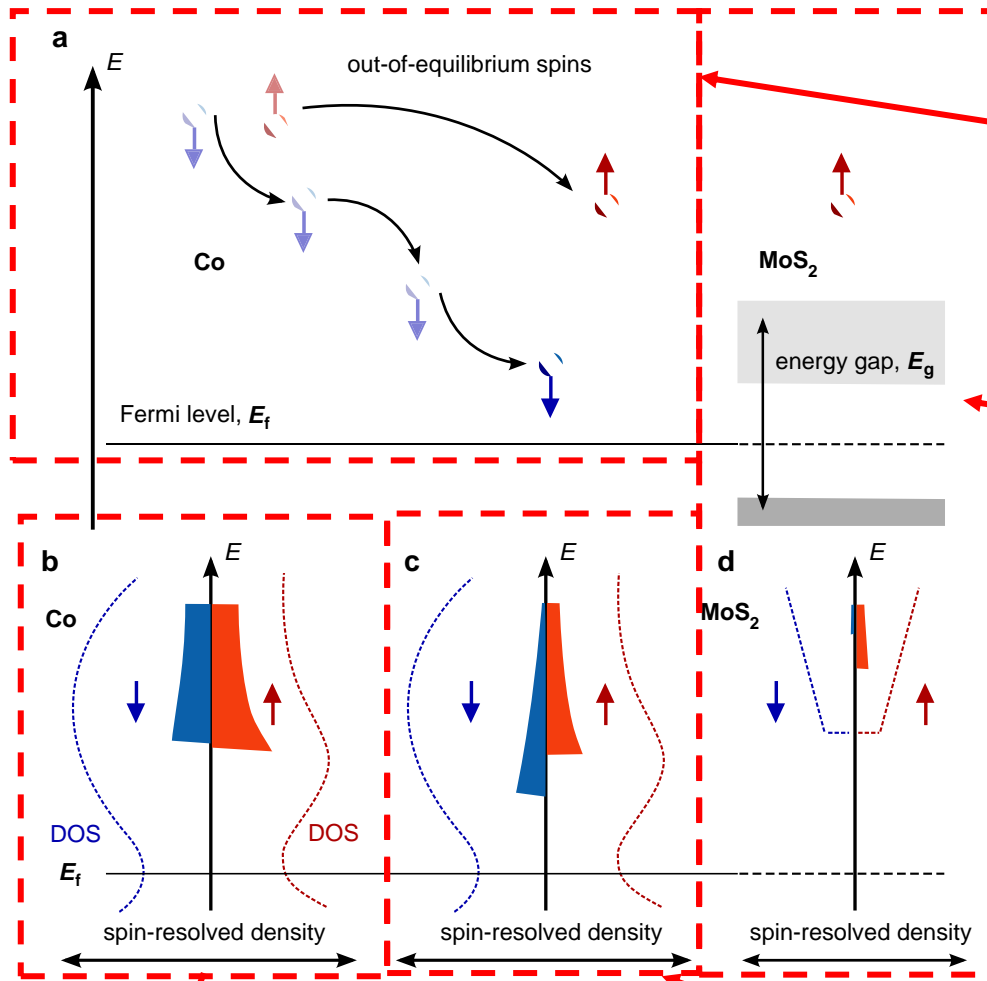 a
E
out-of-equilibrium spins
Co
MoS2
energy gap, Eg
Fermi level, Ef
b
E
c
E
d
E
Co
MoS2
DOS
DOS
Ef
spin-resolved density
spin-resolved density
spin-resolved density